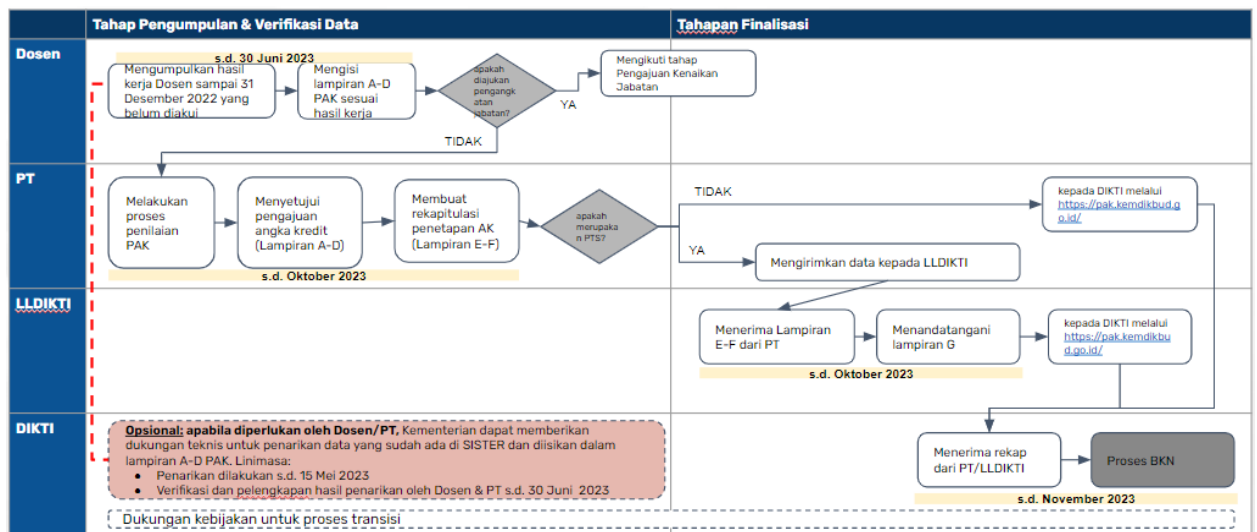 Tahap Pengumpulan & Verifikasi Data
Tahapan Finalisasi
Dosen
s.d. 30 Juni 2023
Mengumpulkan hasil
kerja Dosen sampai 31
Desember 2022 yang
belum diakui
Mengisi
lampiran A-D
PAK sesuai
hasil kerja
apakah
diajukan
pengangk
atan
jabatan?
YA
Mengikuti tahap
Pengajuan Kenaikan
Jabatan
TIDAK
PT
Melakukan
proses
penilaian
PAK
Menyetujui
pengajuan
angka kredit
(Lampiran A-D)
Membuat
rekapitulasi
penetapan AK
(Lampiran E-F)
s.d. Oktober 2023
apakah
merupaka
n PTS?
TIDAK
kepada DIKTI melalui
https://pak.kemdikbud.g
o.id/
YA
Mengirimkan data kepada LLDIKTI
LLDIKTI
Menerima Lampiran
E-F dari PT
Menandatangani
lampiran G
kepada DIKTI melalui
https://pak.kemdikbu
d.go.id/
s.d. Oktober 2023
DIKTI
Opsional: apabila diperlukan oleh Dosen/PT, Kementerian dapat memberikan
dukungan teknis untuk penarikan data yang sudah ada di SISTER dan diisikan dalam
lampiran A-D PAK. Linimasa:
● Penarikan dilakukan s.d. 15 Mei 2023
● Verifikasi dan pelengkapan hasil penarikan oleh Dosen & PT s.d. 30 Juni 2023
Menerima rekap
dari PT/LLDIKTI
Proses BKN
s.d. November 2023
Dukungan kebijakan untuk proses transisi